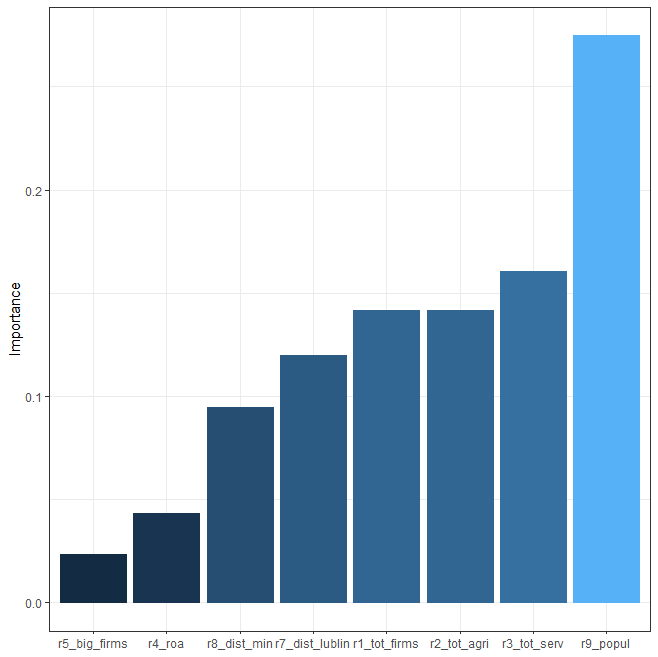 Importance
0.2
0.1
0.0
r5_big_firms r4_roa r8_dist_min r7_dist_lublin r1_tot_firms r2_tot_agri r3_tot_serv r9_popul